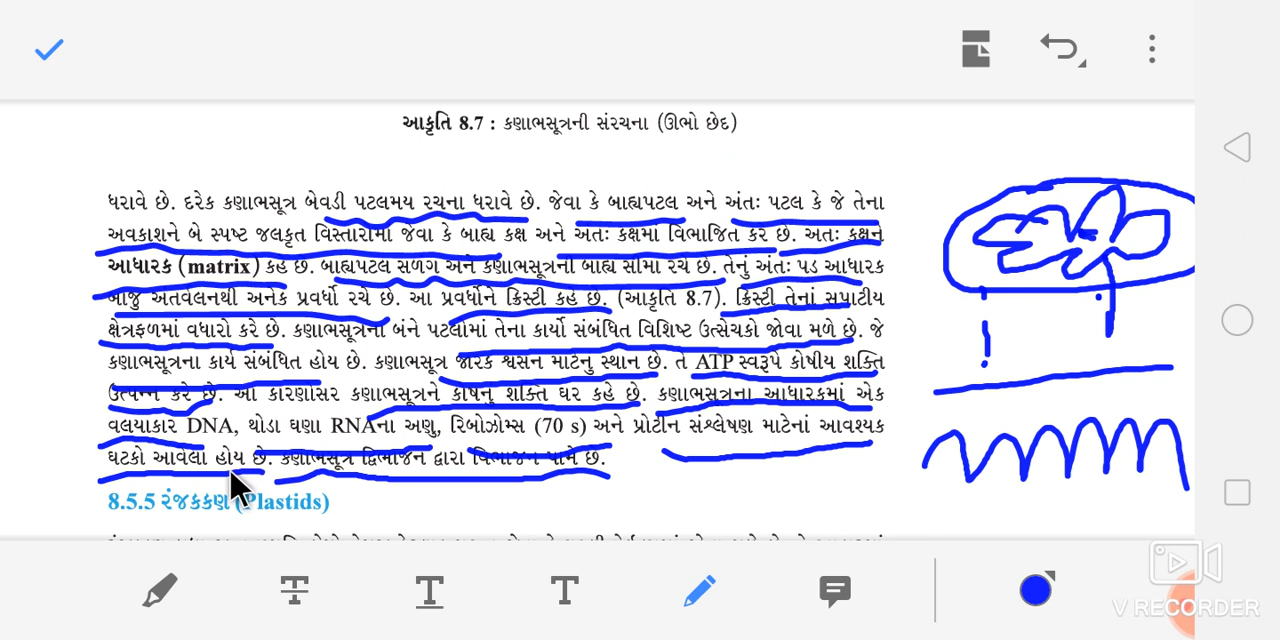 આકૃતિ 8.7 : કણાભસૂત્રની સંરચના (ઊભો છેદ)
ધરાવે છે. દરેક કણાભસૂત્ર બેવડી પટલમય રચના ધરાવે છે. જેવા કે બાહ્યપટલ અને અંતઃ પટલ કે જે તેના
અવકાશને બે સ્પષ્ટ જલકૃત વિસ્તારોમાં જેવા કે બાહ્ય કક્ષ અને અંતઃ કક્ષમાં વિભાજિત કરે છે. અંતઃ કક્ષને
આધારક (matrix) કહે છે. બાહ્યપટલ સળંગ અને કણાભસૂત્રની બાહ્ય સીમા રચે છે. તેનું અંતઃ પડ આધારક
બાજુ અંતર્વલનથી અનેક પ્રવર્ધો રચે છે. આ પ્રવર્ધોને ક્રિસ્ટી કહે છે. (આકૃતિ 8.7). ક્રિસ્ટી તેનાં સપાટીય
ક્ષેત્રફળમાં વધારો કરે છે. કણાભસૂત્રનાં બંને પટલોમાં તેના કાર્યો સંબંધિત વિશિષ્ટ ઉત્સેચકો જોવા મળે છે. જે
કણાભસૂત્રના કાર્ય સંબંધિત હોય છે. કણાભસૂત્ર જારક શ્વસન માટેનું સ્થાન છે. તે ATP સ્વરૂપે કોષીય શક્તિ
ઉત્પન્ન કરે છે. આ કારણોસર કણાભસૂત્રને કોષનું શક્તિ ઘર કહે છે. કણાભસૂત્રના આધારકમાં એક
વલયાકાર DNA, થોડા ઘણા RNAના અણુ, રિબોઝોમ્સ (70 s) અને પ્રોટીન સંશ્લેષણ માટેનાં આવશ્યક
ઘટકો આવેલાં હોય છે. કણાભસૂત્ર દ્વિભાજન દ્વારા વિભાજન પામે છે.
8.5.5 રંજકકણ (Plastids)
V RECORDER